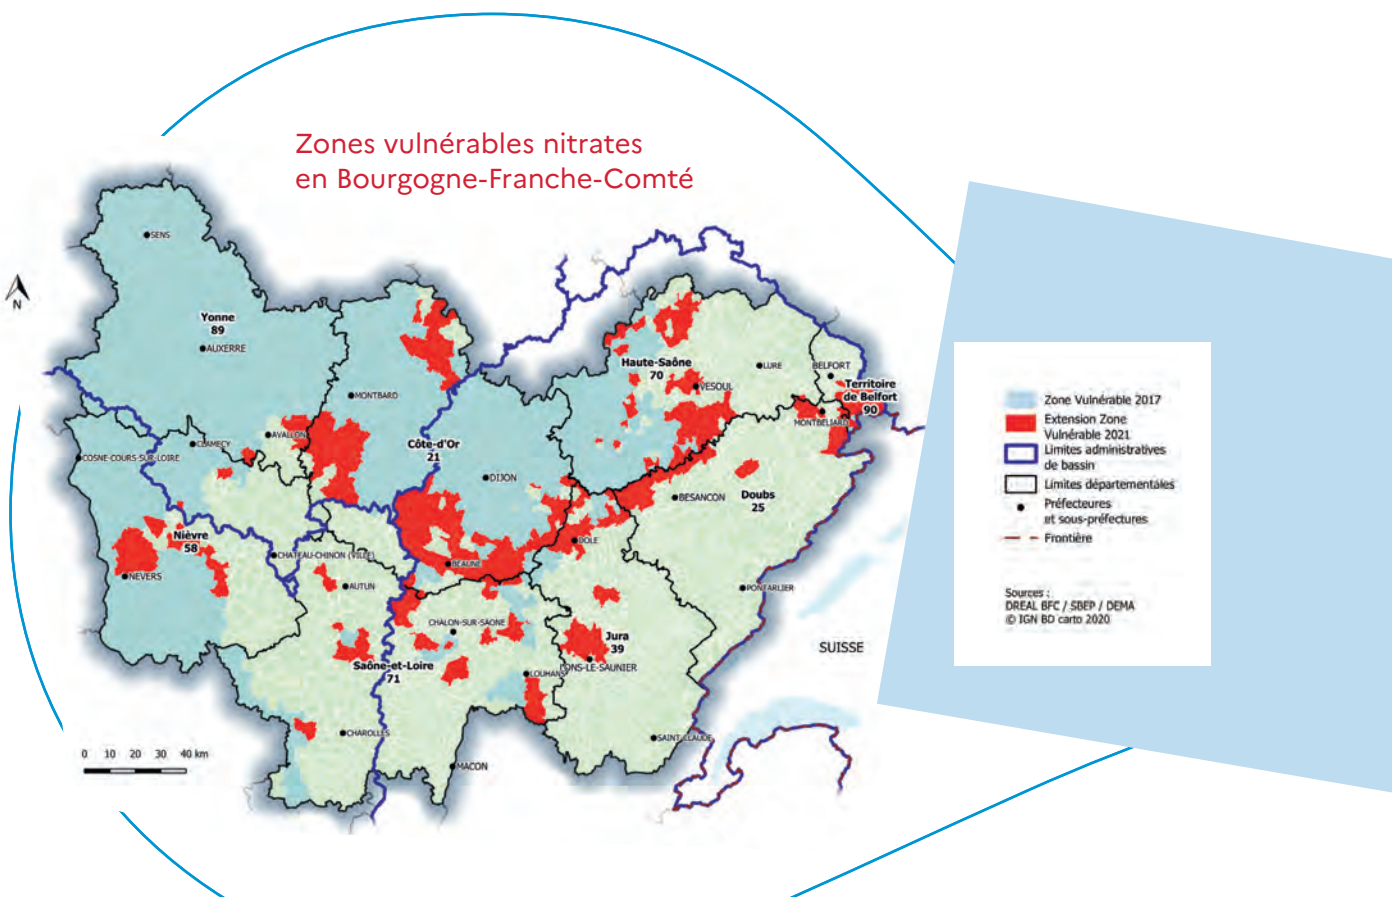 Zones vulnérables nitrates
en Bourgogne-Franche-Comté
SENS
N
Yonne
89
AUXERRE
MONTBARD
Haute-Saône
70
LURE
BELFORT
VESOUL
Territoire
de Belfort
90
MONTBELIARD
AVALLON
CLAMECY
COSNE-COURS-SUR-LOIRE
Côte-d'Or
21
DIJON
BESANCON
Doubs
25
Nièvre
58
CHATEAU-CHINON (VILLE)
DOLE
BEAUNE
NEVERS
AUTUN
PONTARLIER
CHALON-SUR-SAONE
Jura
39
SUISSE
Saône-et-Loire
71
LONS-LE-SAUNIER
LOUHANS
CHAROLLES
SAINT-CLAUDE
MACON
0 10 20 30 40 km
Zone Vulnérable 2017
Extension Zone
Vulnérable 2021
Limites administratives
de bassin
Limites départementales
Préfecteures
et sous-préfectures
Frontière
Sources :
DREAL BFC / SBEP / DEMA
© IGN BD carto 2020